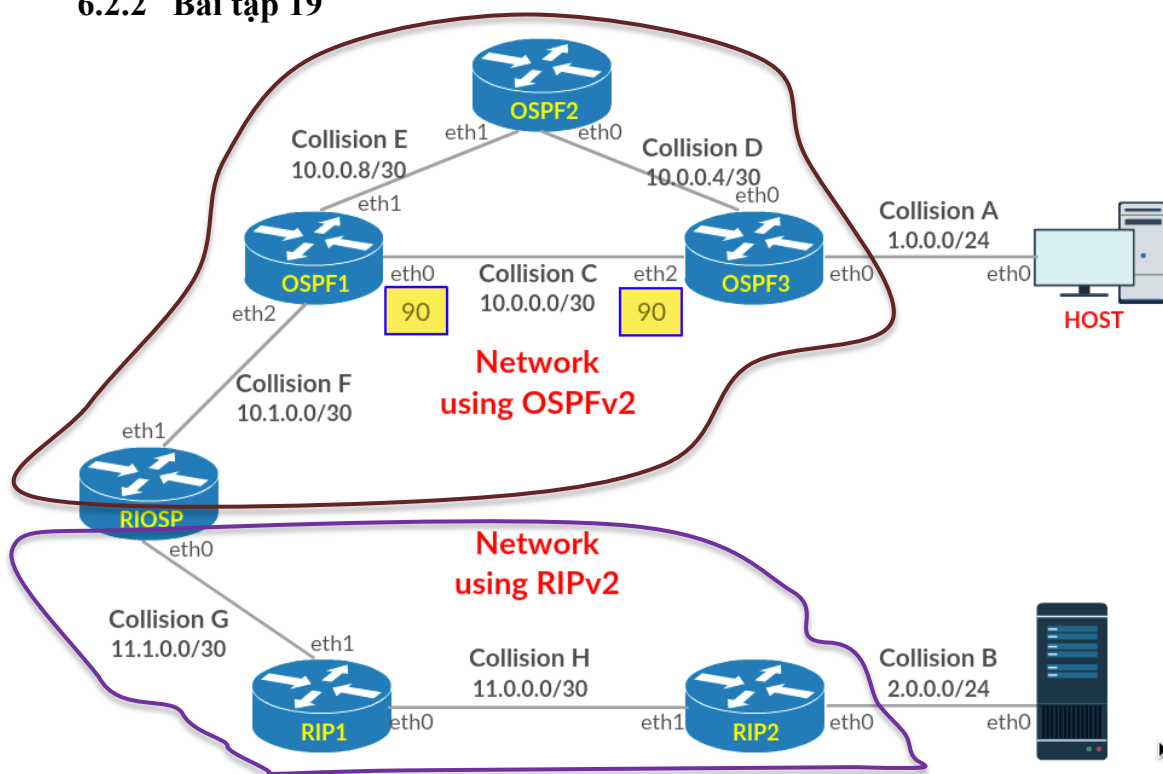 6.2.2 Bài tập 19
OSPF2
eth1
eth0
Collision E
10.0.0.8/30
Collision D
10.0.0.4/30
eth1
eth0
OSPF1
eth0
Collision C
10.0.0.0/30
eth2
OSPF3
eth0
Collision A
1.0.0.0/24
eth0
HOST
90
90
eth2
Network
using OSPFv2
Collision F
10.1.0.0/30
eth1
RIOSP
eth0
Network
using RIPv2
Collision G
11.1.0.0/30
eth1
RIP1
eth0
Collision H
11.0.0.0/30
eth1
RIP2
eth0
Collision B
2.0.0.0/24
eth0